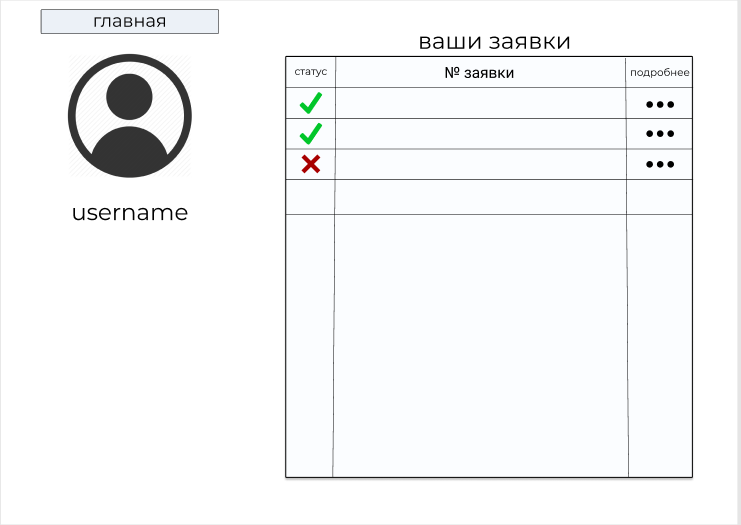 главная
ваши заявки
статус № заявки подробнее
username